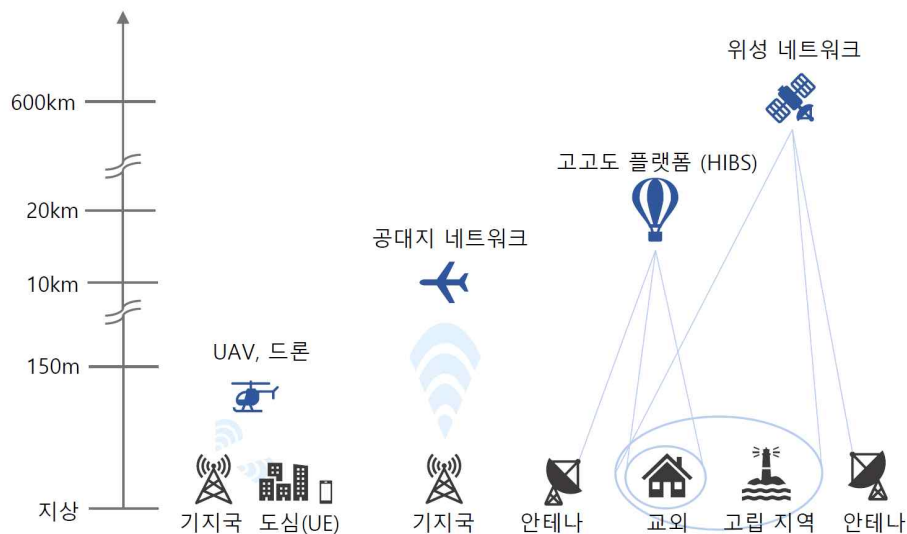 위성 네트워크
600km
고고도 플랫폼 (HIBS)
20km
공대지 네트워크
10km
UAV, 드론
150m
지상
기지국
도심(UE)
기지국
안테나
교외
고립 지역
안테나